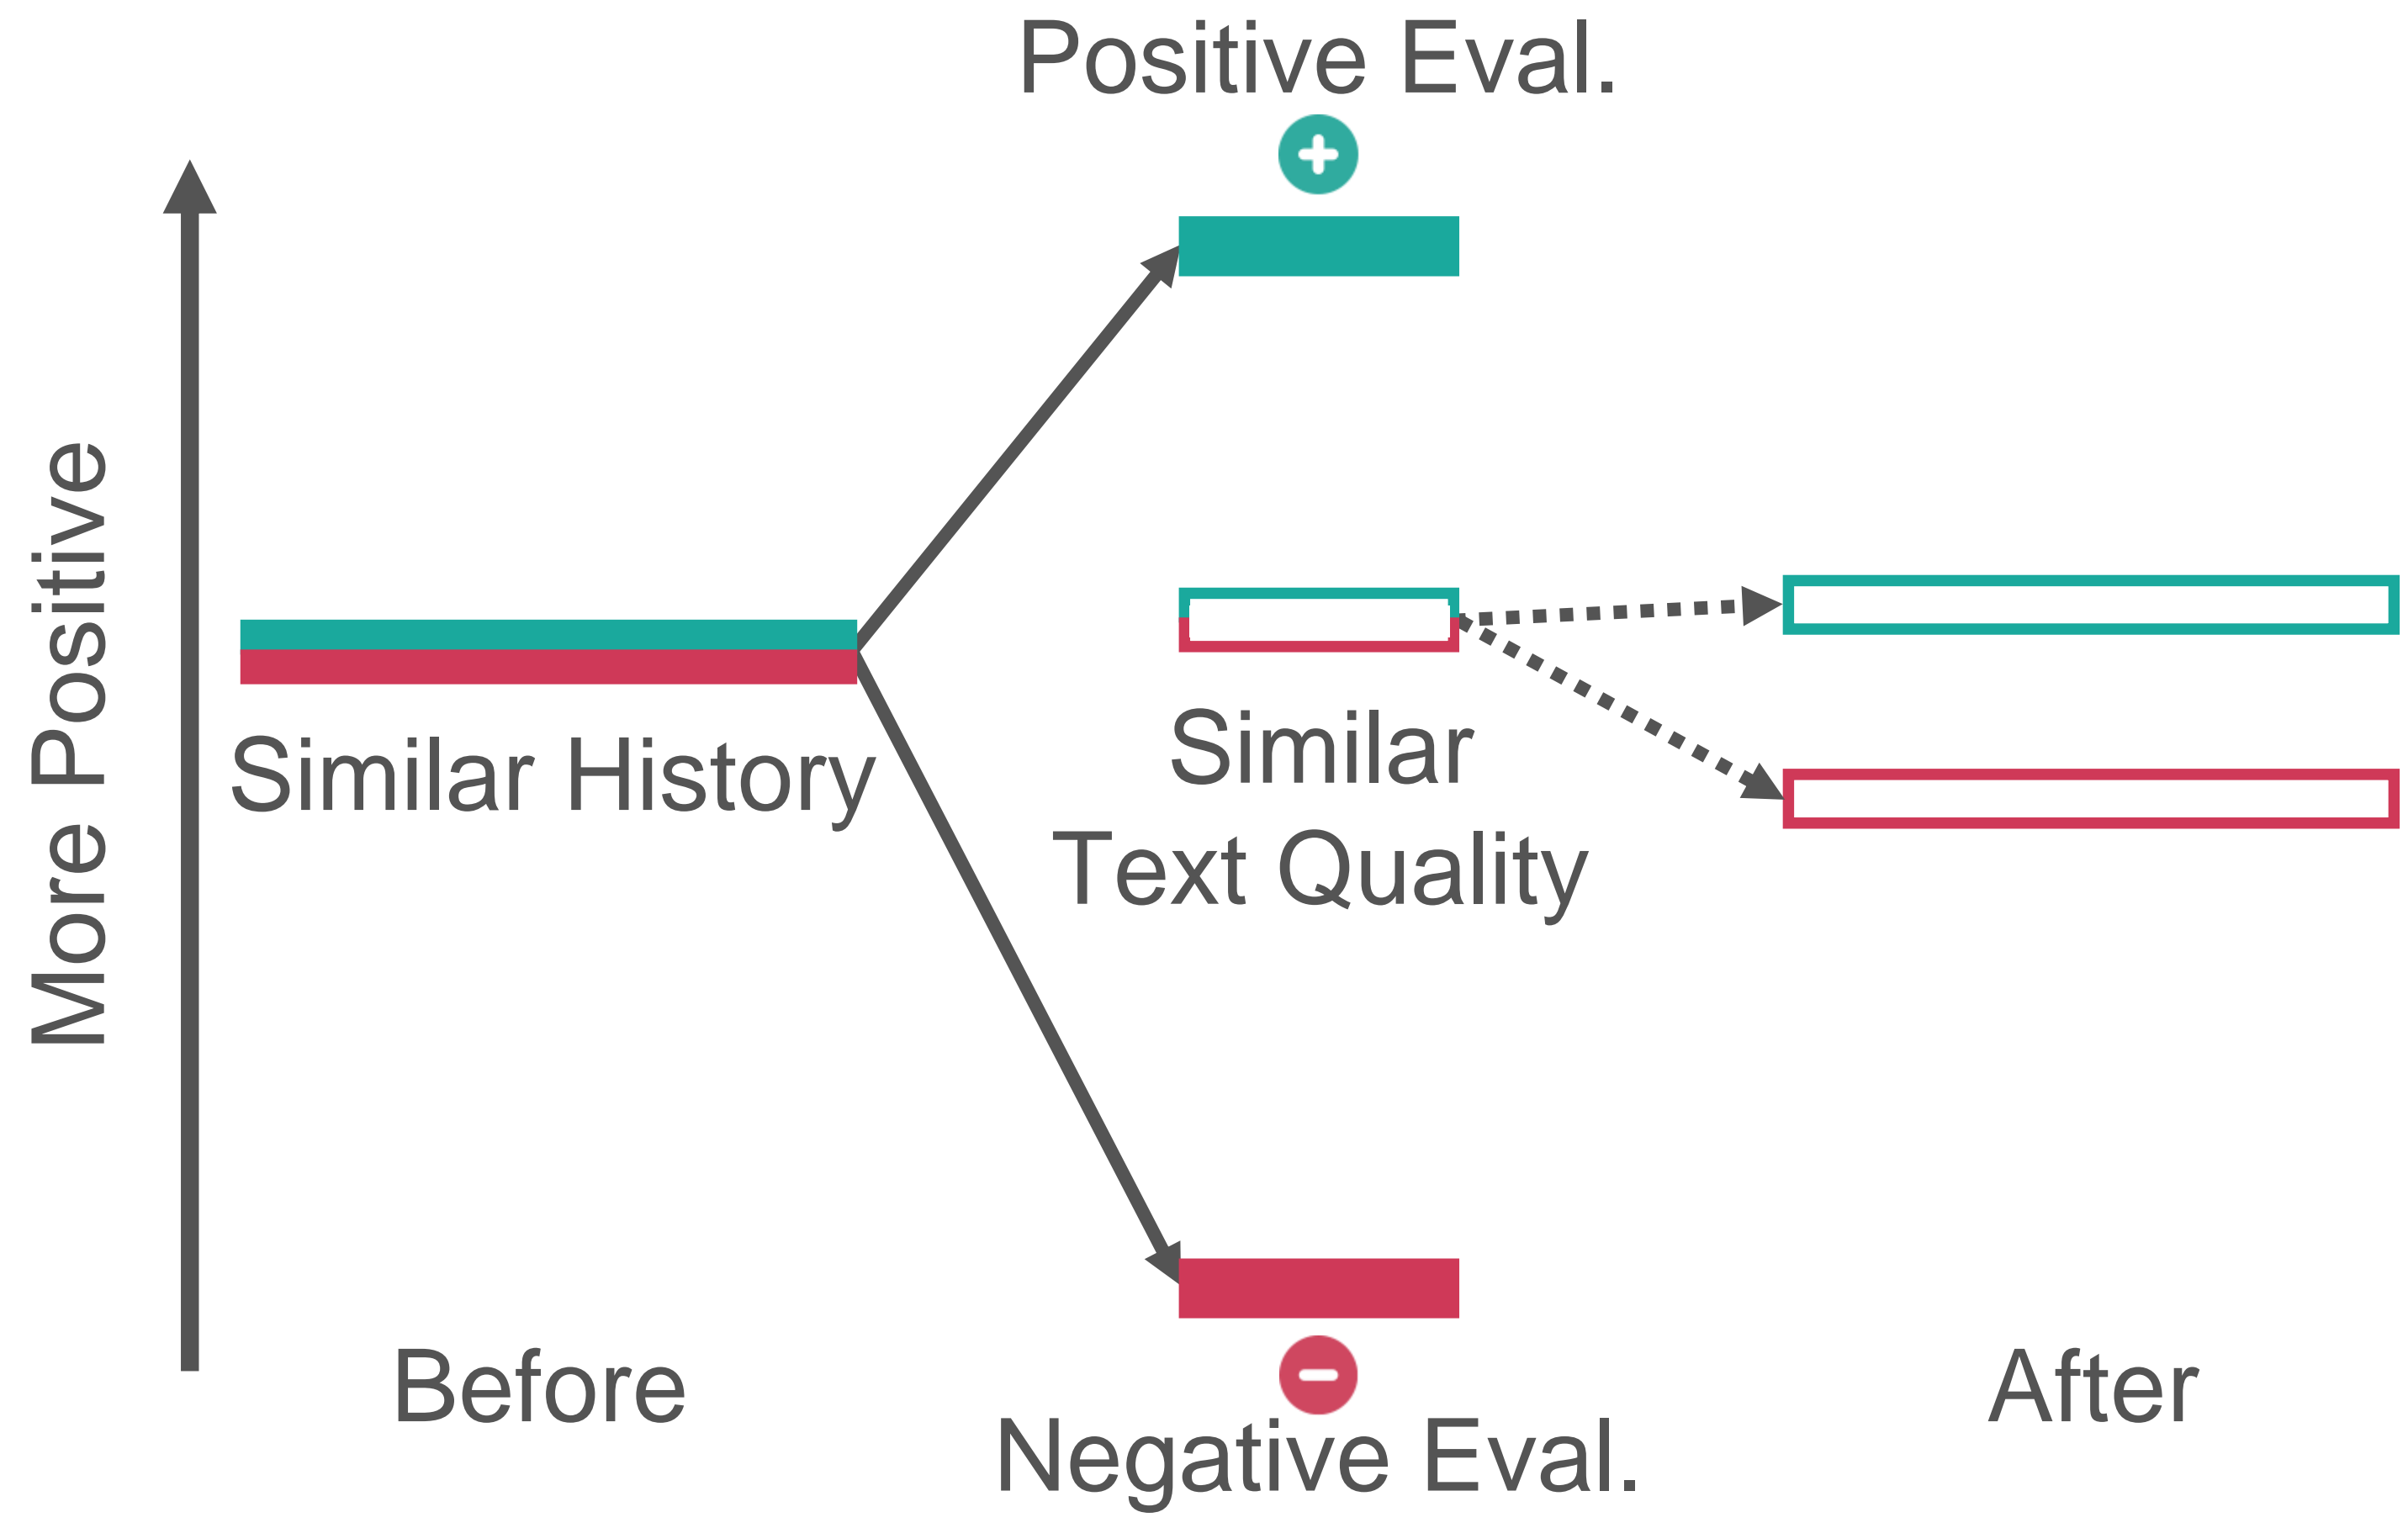 Positive Eval.
More Positive
Similar History
Similar
Text Quality
Before
After
Negative Eval.